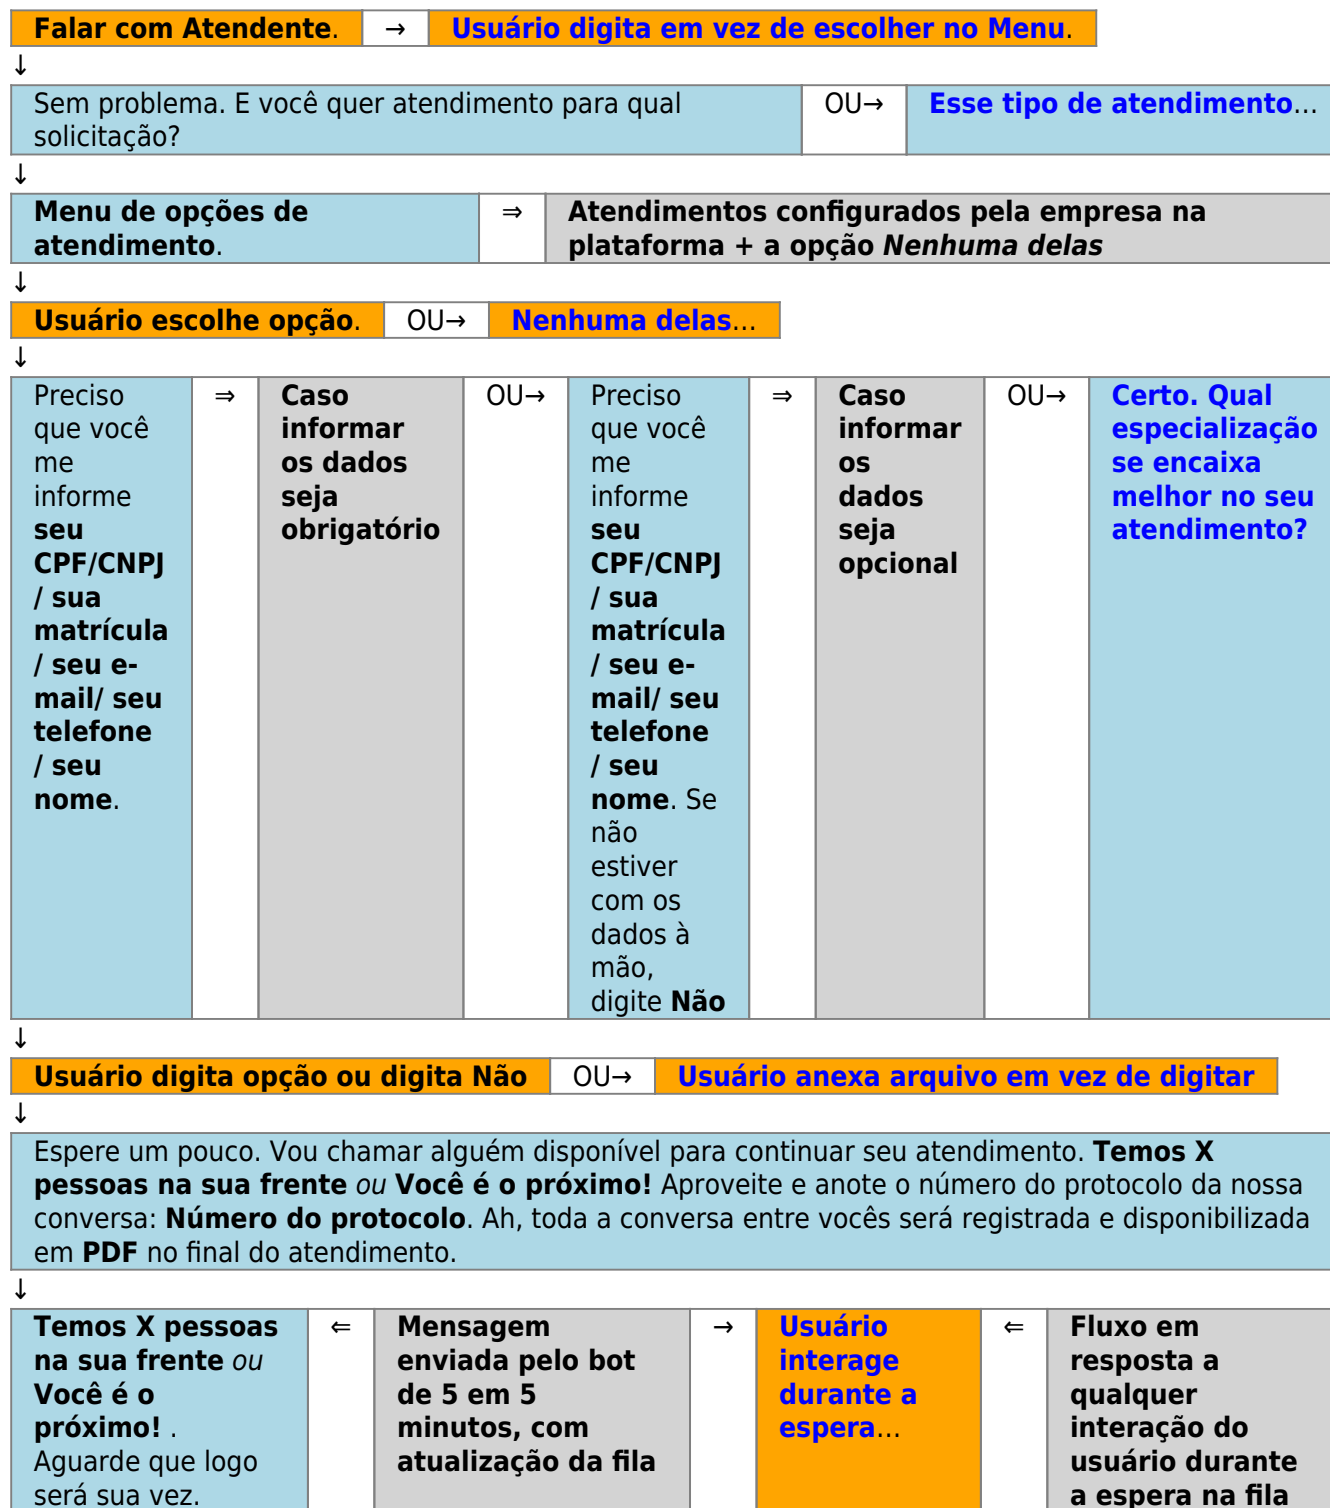 Falar com Atendente. → Usuário digita em vez de escolher no Menu.
↓
Sem problema. E você quer atendimento para qual
solicitação?
OU→
Esse tipo de atendimento...
↓
Menu de opções de
atendimento.
⇒
Atendimentos configurados pela empresa na
plataforma + a opção Nenhuma delas
↓
Usuário escolhe opção. OU→ Nenhuma delas...
↓
Preciso
que você
me
informe
seu
CPF/CNPJ
/ sua
matrícula
/ seu e-
mail/ seu
telefone
/ seu
nome.
⇒
Caso
informar
os dados
seja
obrigatório
OU→
Preciso
que você
me
informe
seu
CPF/CNPJ
/ sua
matrícula
/ seu e-
mail/ seu
telefone
/ seu
nome. Se
não
estiver
com os
dados à
mão,
digite Não
⇒
Caso
informar
os
dados
seja
opcional
OU→
Certo. Qual
especialização
se encaixa
melhor no seu
atendimento?
↓
Usuário digita opção ou digita Não OU→ Usuário anexa arquivo em vez de digitar
↓
Espere um pouco. Vou chamar alguém disponível para continuar seu atendimento. Temos X
pessoas na sua frente ou Você é o próximo! Aproveite e anote o número do protocolo da nossa
conversa: Número do protocolo. Ah, toda a conversa entre vocês será registrada e disponibilizada
em PDF no final do atendimento.
↓
Temos X pessoas
na sua frente ou
Você é o
próximo! .
Aguarde que logo
será sua vez.
⇐
Mensagem
enviada pelo bot
de 5 em 5
minutos, com
atualização da fila
→
Usuário
interage
durante a
espera...
⇐
Fluxo em
resposta a
qualquer
interação do
usuário durante
a espera na fila